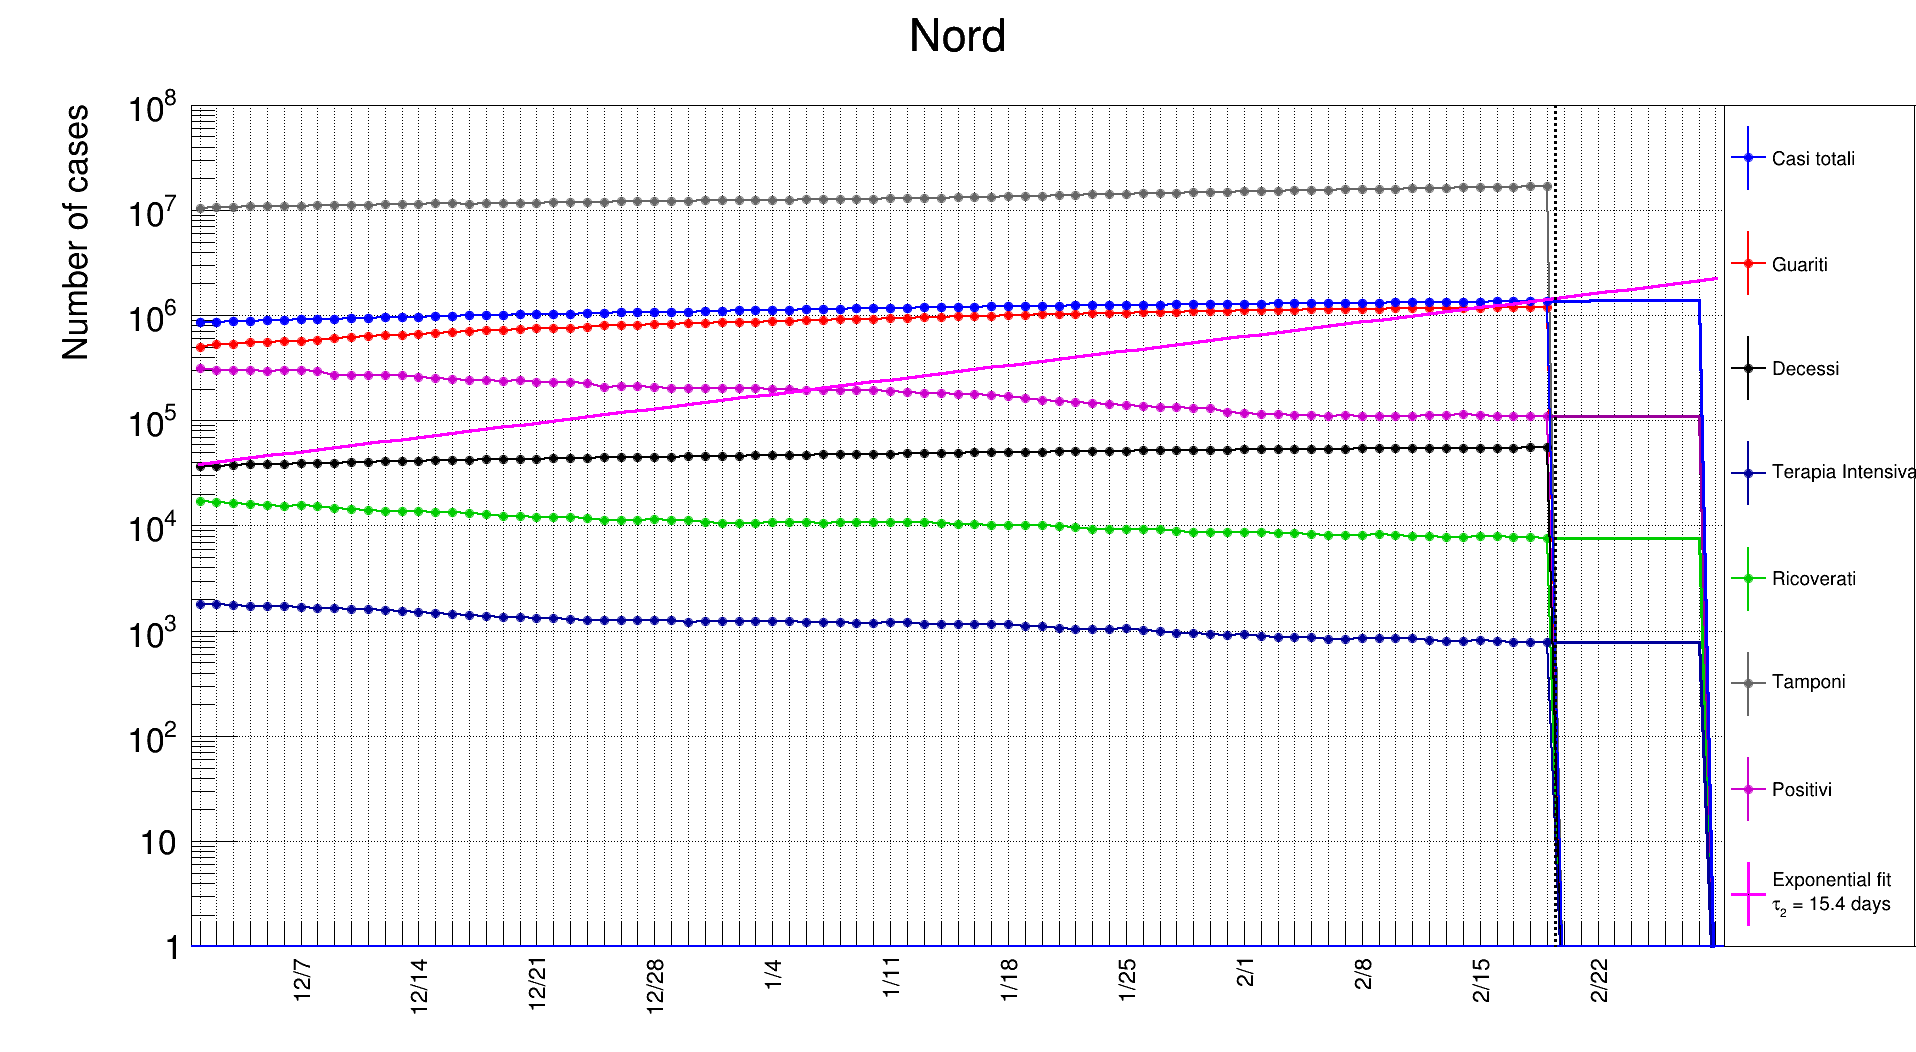 Nord
Number of cases
10^8
10^7
10^6
10^5
10^4
10^3
10^2
10
1
12/7
12/14
12/21
12/28
1/4
1/11
1/18
1/25
2/1
2/8
2/15
2/22
Casi totali
Guariti
Decessi
Terapia Intensiva
Ricoverati
Tamponi
Positivi
Exponential fit
τ_2 = 15.4 days